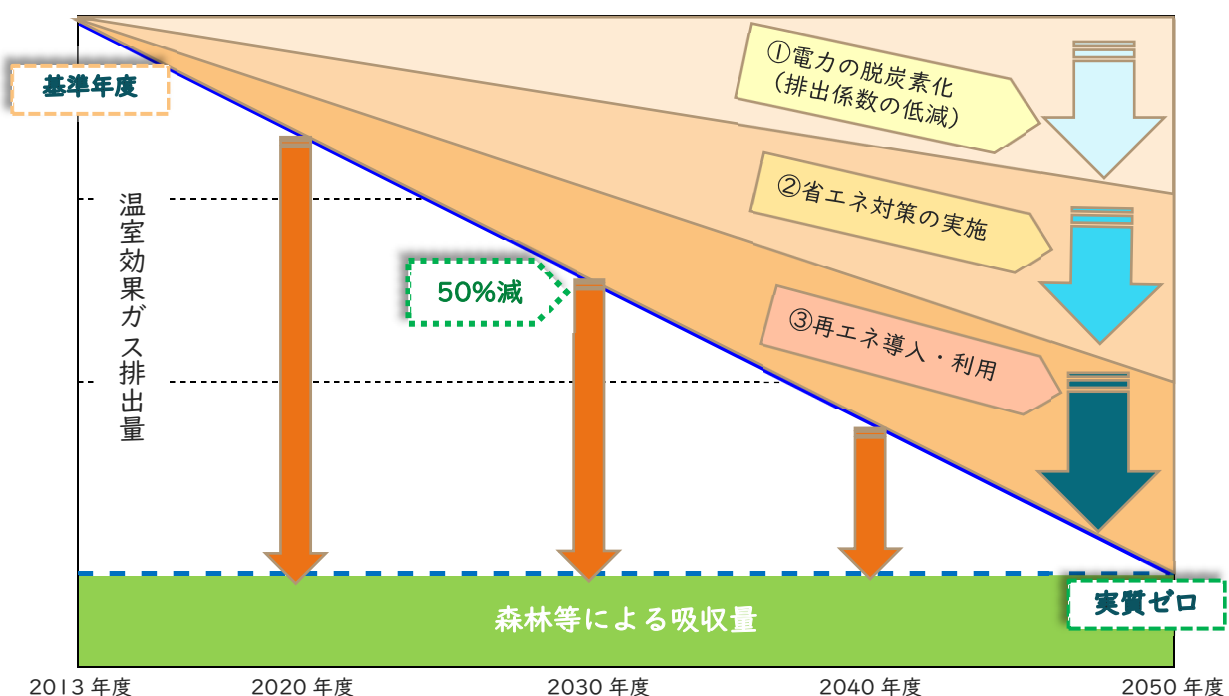 基準年度
①電力の脱炭素化
（排出係数の低減）
②省エネ対策の実施
③再エネ導入・利用
温室効果ガス排出量
50%減
実質ゼロ
森林等による吸収量
2013 年度
2020 年度
2030 年度
2040 年度
2050 年度